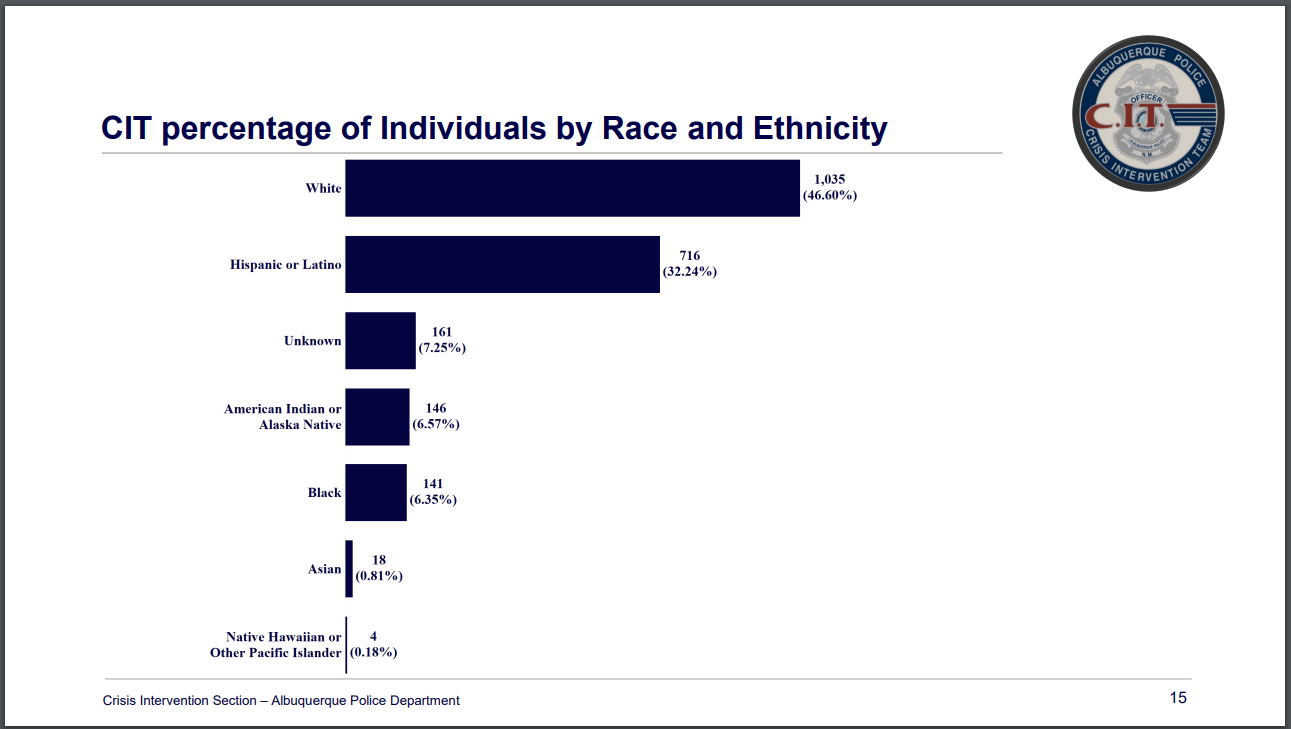 ALBUQUERQUE POLICE
OFFICER
C.I.T.
N.M.
CRISIS INTERVENTION TEAM
CIT percentage of Individuals by Race and Ethnicity
White
1,035
(46.60%)
Hispanic or Latino
716
(32.24%)
Unknown
161
(7.25%)
American Indian or
Alaska Native
146
(6.57%)
Black
141
(6.35%)
Asian
18
(0.81%)
Native Hawaiian or
Other Pacific Islander
4
(0.18%)
Crisis Intervention Section – Albuquerque Police Department
15